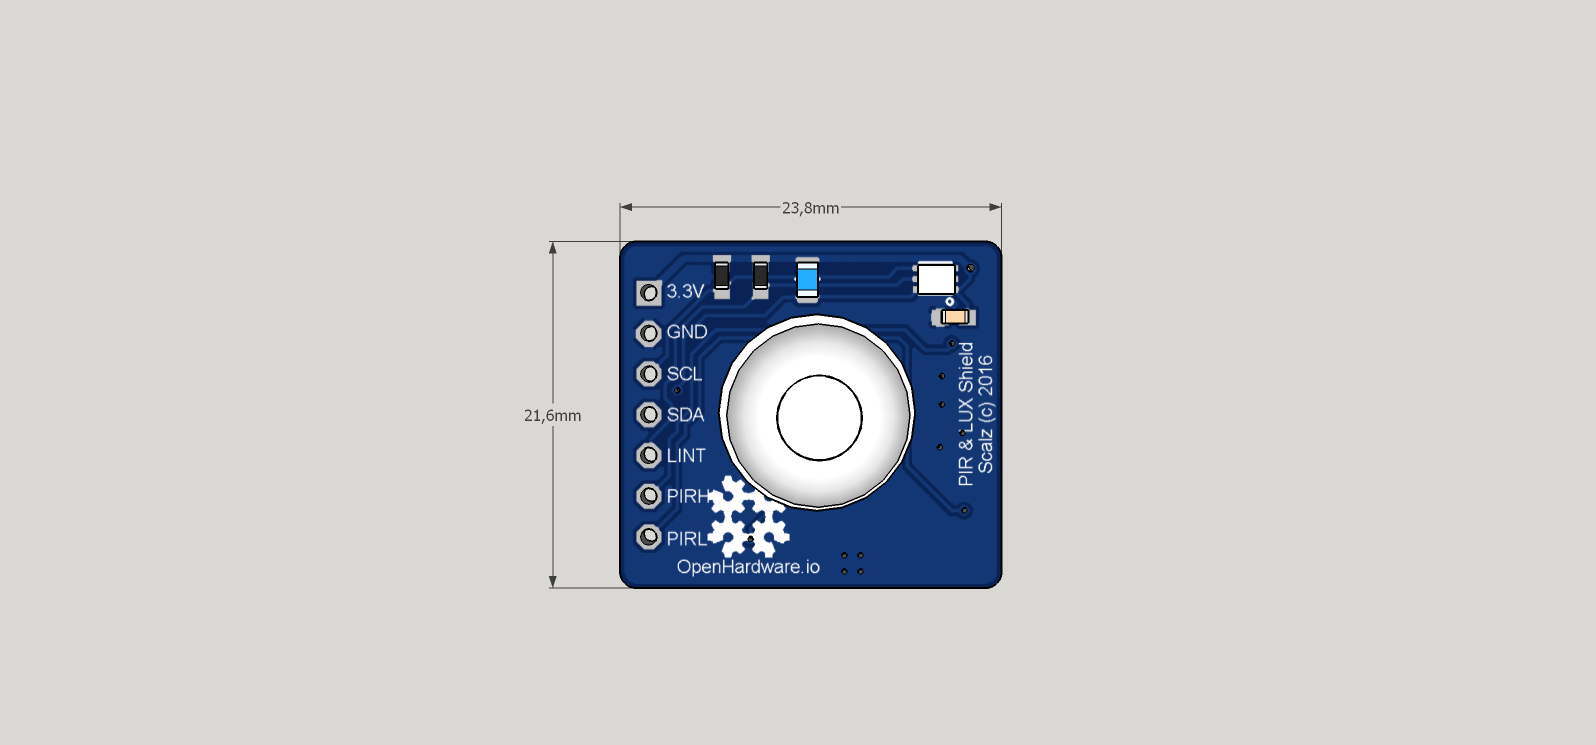 23,8mm
21,6mm
3.3V
GND
SCL
SDA
LINT
PIRH
PIRL
OpenHardware.io
PIR & LUX Shield
Scalz (c) 2016